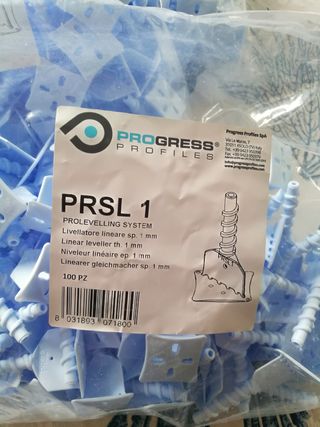 PROGRESS®
PROFILES
Progress Profiles SpA
PRSL 1
PROLEVELLING SYSTEM
Livellatore lineare sp. 1 mm
Linear leveller th. 1 mm
Niveleur linéaire ep. 1 mm
Linearer gleichmacher sp. 1 mm
100 PZ
8 031893 071800